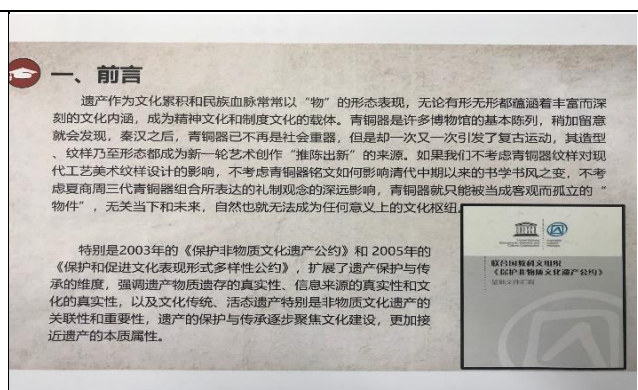 一、前言
遗产作为文化累积和民族血脉常常以“物”的形态表现，无论有形无形都蕴涵着丰富而深
刻的文化内涵，成为精神文化和制度文化的载体。青铜器是许多博物馆的基本陈列，稍加留意
就会发现，秦汉之后，青铜器已不再是社会重器，但是却一次又一次引发了复古运动，其造型
、纹样乃至形态都成为新一轮艺术创作“推陈出新”的来源。如果我们不考虑青铜器纹样对现
代工艺美术纹样设计的影响，不考虑青铜器铭文如何影响清代中期以来的书学书风之变，不考
虑夏商周三代青铜器组合所表达的礼制观念的深远影响，青铜器就只能被当成客观而孤立的“
物件”，无关当下和未来，自然也就无法成为任何意义上的文化枢纽。
特别是2003年的《保护非物质文化遗产公约》和 2005年的
《保护和促进文化表现形式多样性公约》，扩展了遗产保护与传
承的维度，强调遗产物质遗存的真实性、信息来源的真实性和文
化的真实性，以及文化传统、活态遗产特别是非物质文化遗产的
关联性和重要性，遗产的保护与传承逐步聚焦文化建设，更加接
近遗产的本质属性。
联合国教科文组织
《保护非物质文化遗产公约》